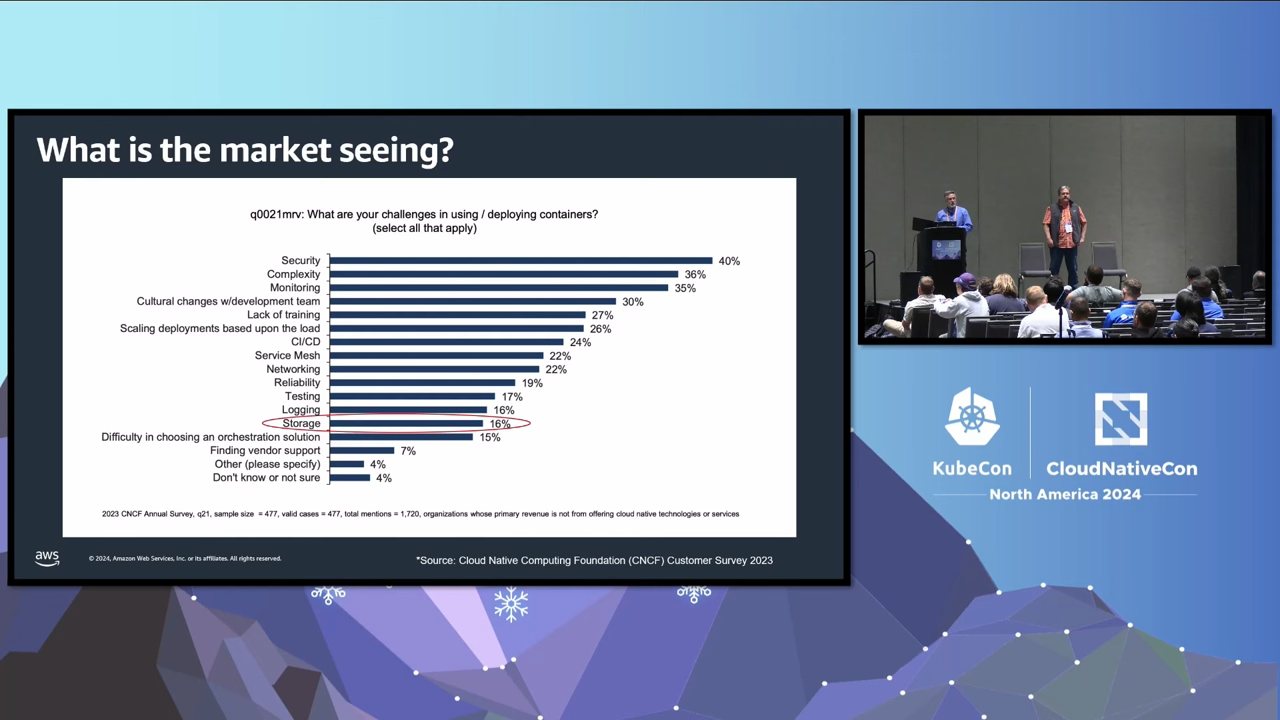 What is the market seeing?
q0021mrv: What are your challenges in using / deploying containers?
(select all that apply)
Security 40%
Complexity 36%
Monitoring 35%
Cultural changes w/development team 30%
Lack of training 27%
Scaling deployments based upon the load 26%
CI/CD 24%
Service Mesh 22%
Networking 22%
Reliability 19%
Testing 17%
Logging 16%
Storage 16%
Difficulty in choosing an orchestration solution 15%
Finding vendor support 7%
Other (please specify) 4%
Don't know or not sure 4%
2023 CNCF Annual Survey, q21, sample size = 477, valid cases = 477, total mentions = 1,720, organizations whose primary revenue is not from offering cloud native technologies or services
aws
© 2024, Amazon Web Services, Inc. or its affiliates. All rights reserved.
*Source: Cloud Native Computing Foundation (CNCF) Customer Survey 2023
KubeCon
CloudNativeCon
North America 2024